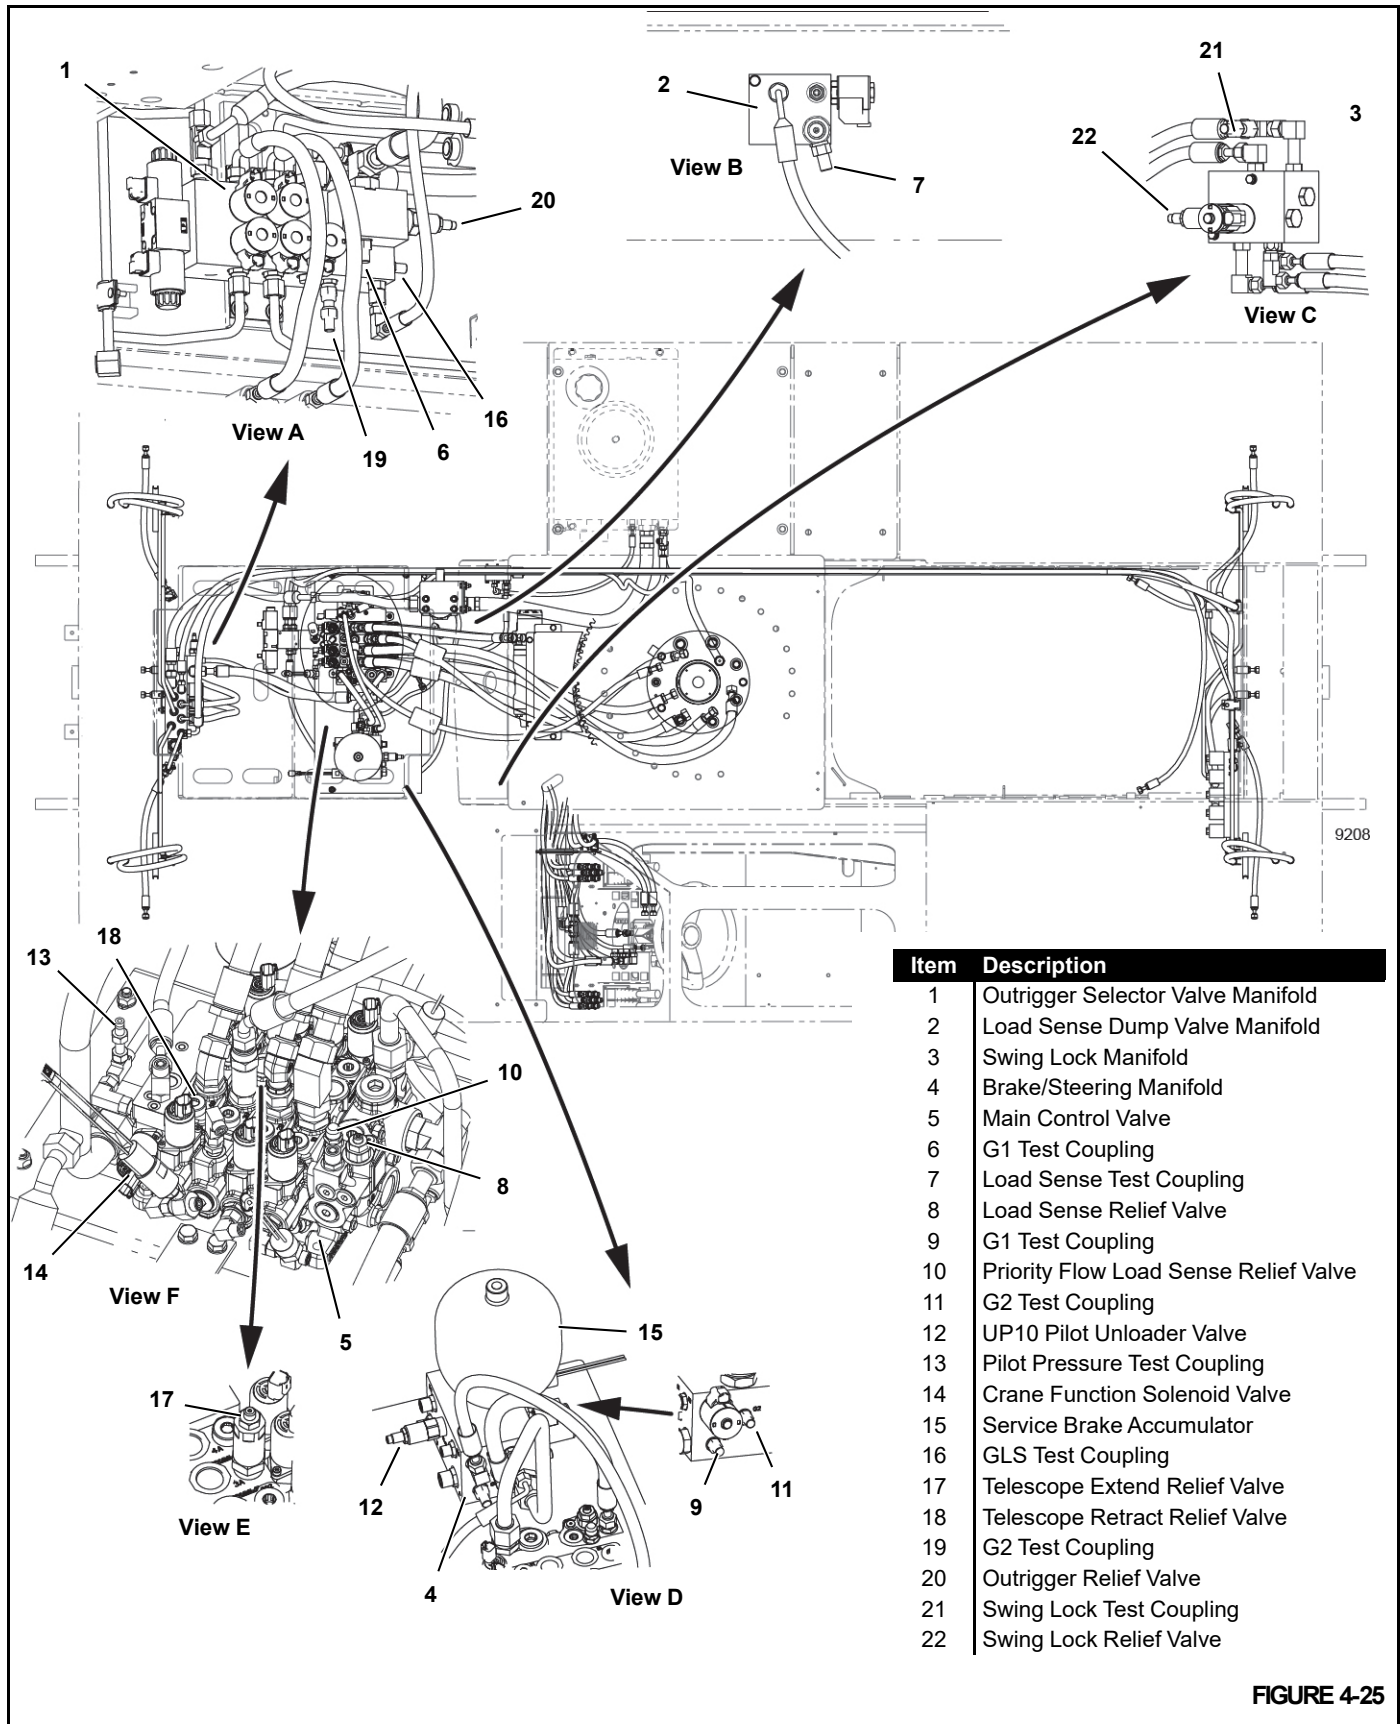 1
20
16
6
19
View A
2
View B
7
21
3
22
View C
9208
18
13
10
8
14
View F
5
17
View E
15
12
11
9
4
View D
Item Description
1 Outrigger Selector Valve Manifold
2 Load Sense Dump Valve Manifold
3 Swing Lock Manifold
4 Brake/Steering Manifold
5 Main Control Valve
6 G1 Test Coupling
7 Load Sense Test Coupling
8 Load Sense Relief Valve
9 G1 Test Coupling
10 Priority Flow Load Sense Relief Valve
11 G2 Test Coupling
12 UP10 Pilot Unloader Valve
13 Pilot Pressure Test Coupling
14 Crane Function Solenoid Valve
15 Service Brake Accumulator
16 GLS Test Coupling
17 Telescope Extend Relief Valve
18 Telescope Retract Relief Valve
19 G2 Test Coupling
20 Outrigger Relief Valve
21 Swing Lock Test Coupling
22 Swing Lock Relief Valve
FIGURE 4-25